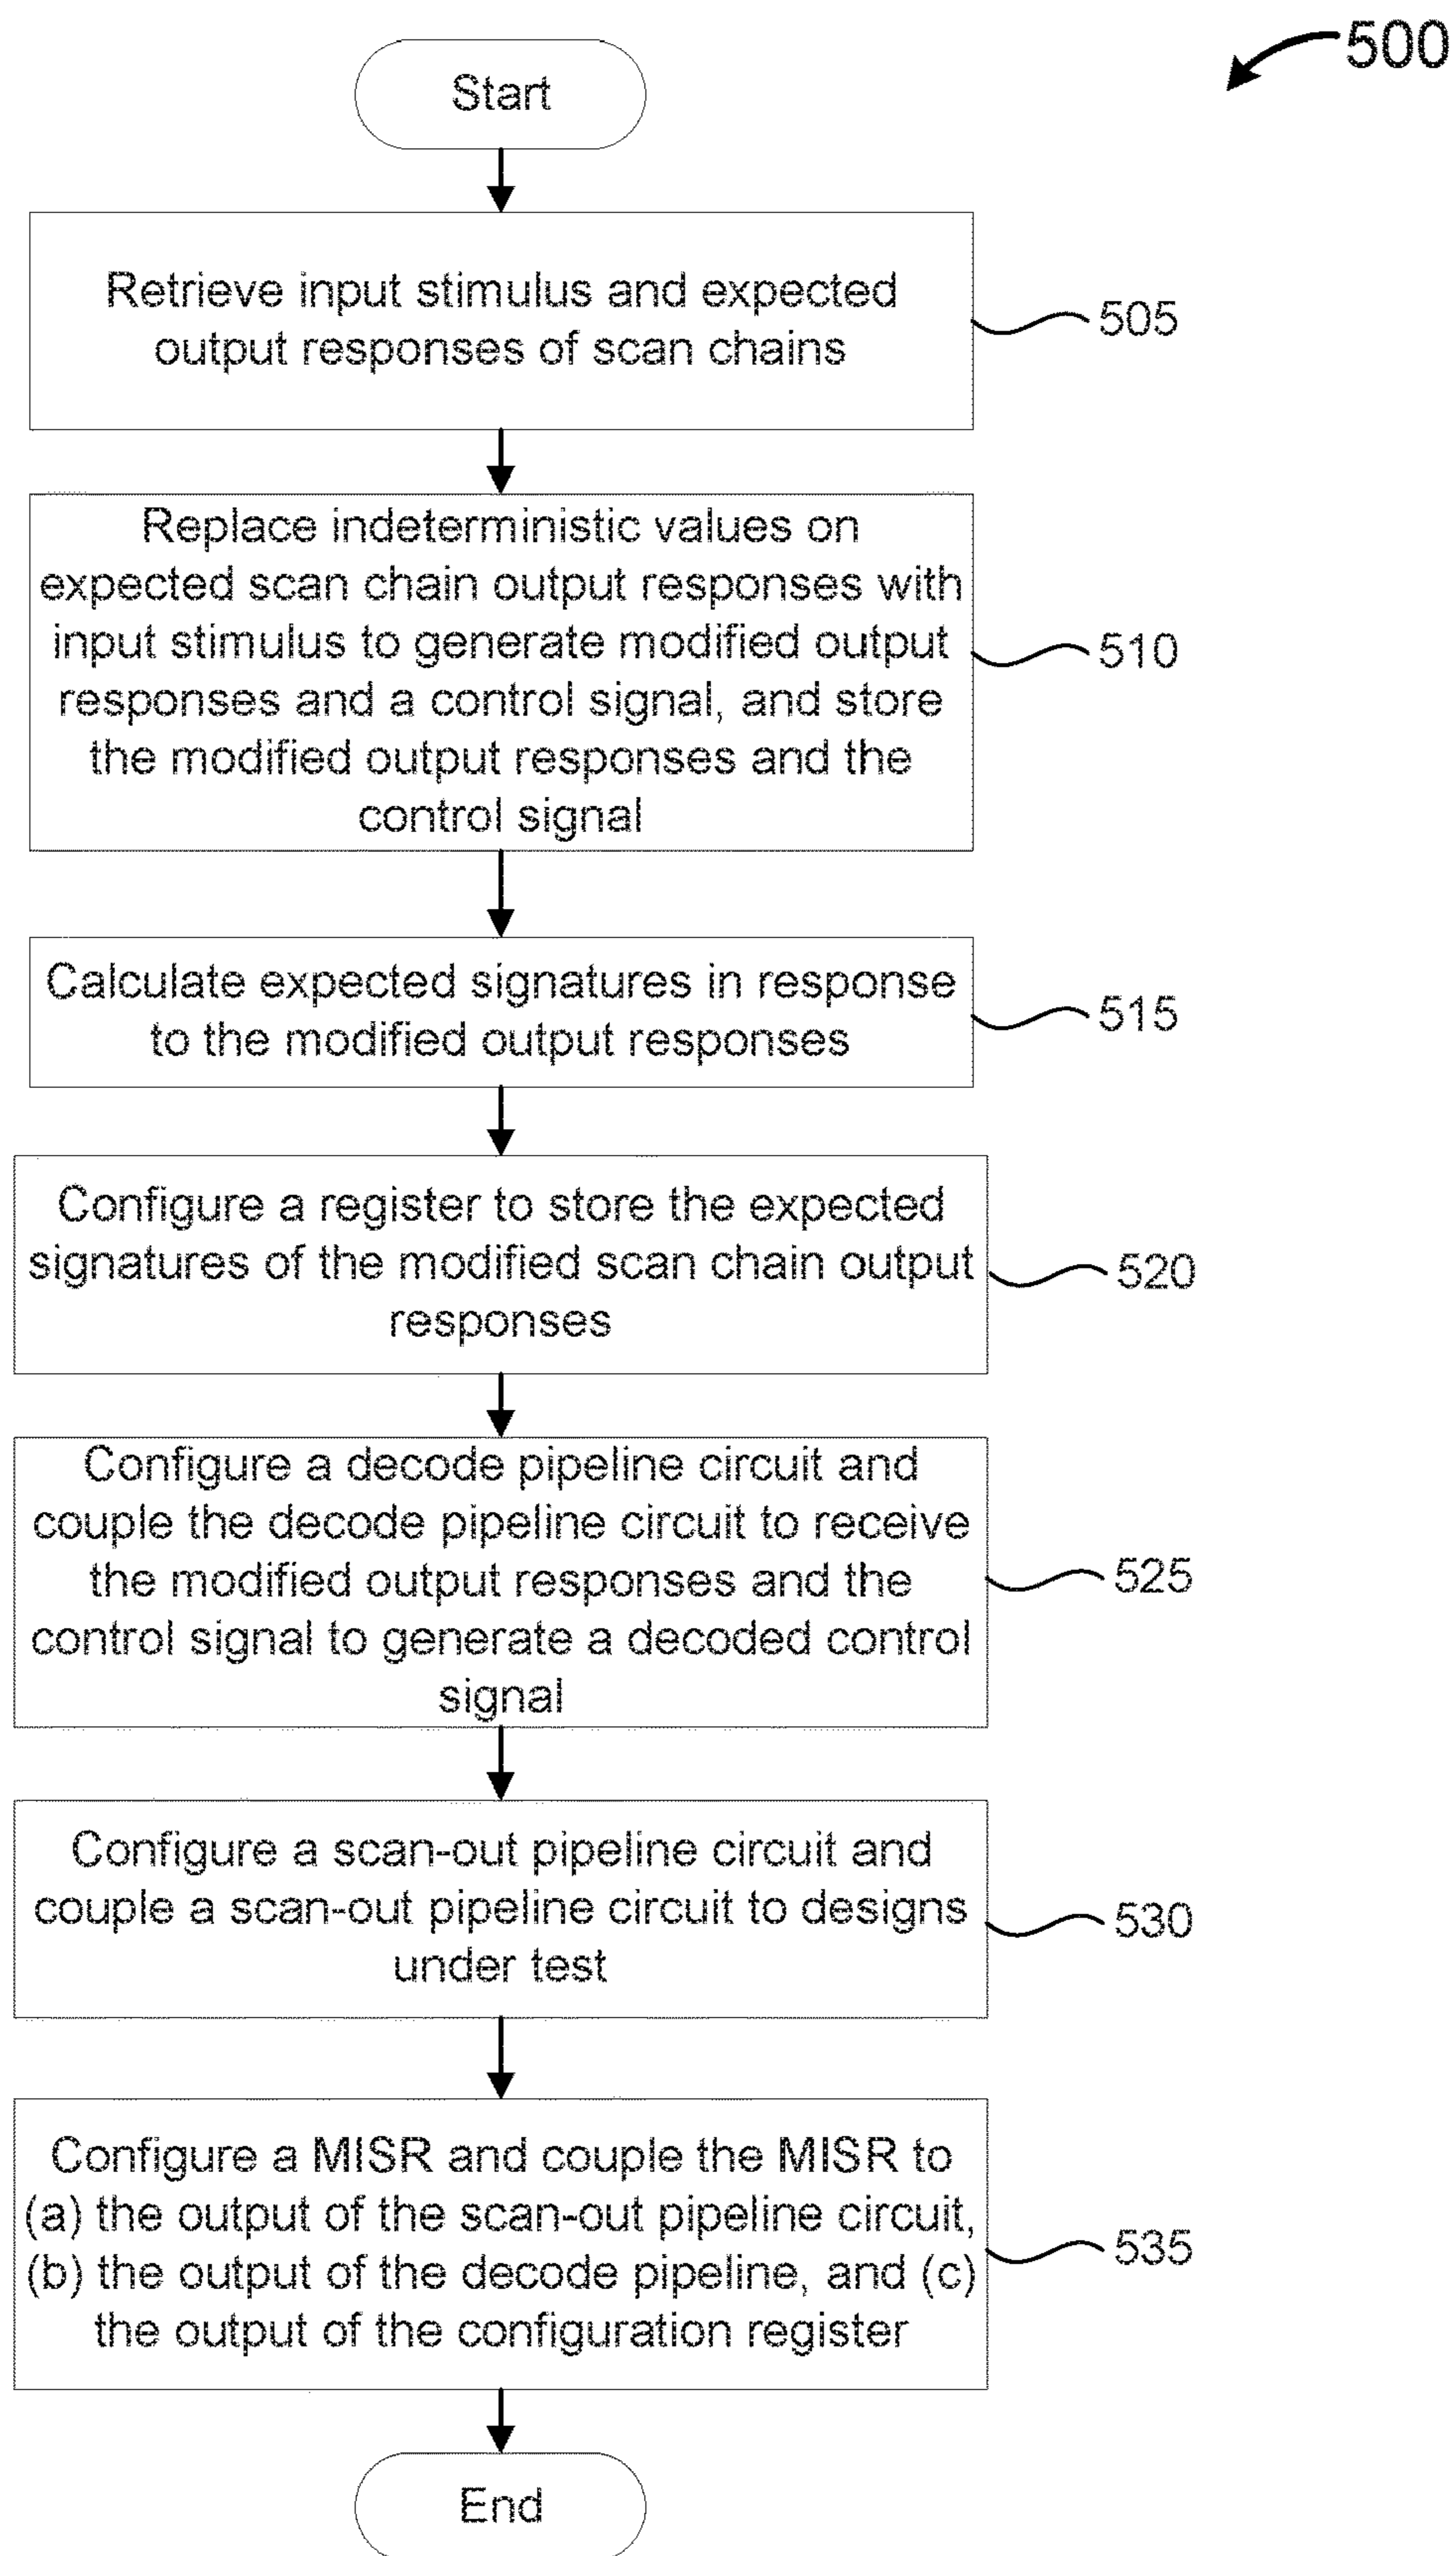 500
Start
Retrieve input stimulus and expected
output responses of scan chains
505
Replace indeterministic values on
expected scan chain output responses with
input stimulus to generate modified output
responses and a control signal, and store
the modified output responses and the
control signal
510
Calculate expected signatures in response
to the modified output responses
515
Configure a register to store the expected
signatures of the modified scan chain output
responses
520
Configure a decode pipeline circuit and
couple the decode pipeline circuit to receive
the modified output responses and the
control signal to generate a decoded control
signal
525
Configure a scan-out pipeline circuit and
couple a scan-out pipeline circuit to designs
under test
530
Configure a MISR and couple the MISR to
(a) the output of the scan-out pipeline circuit,
(b) the output of the decode pipeline, and (c)
the output of the configuration register
535
End